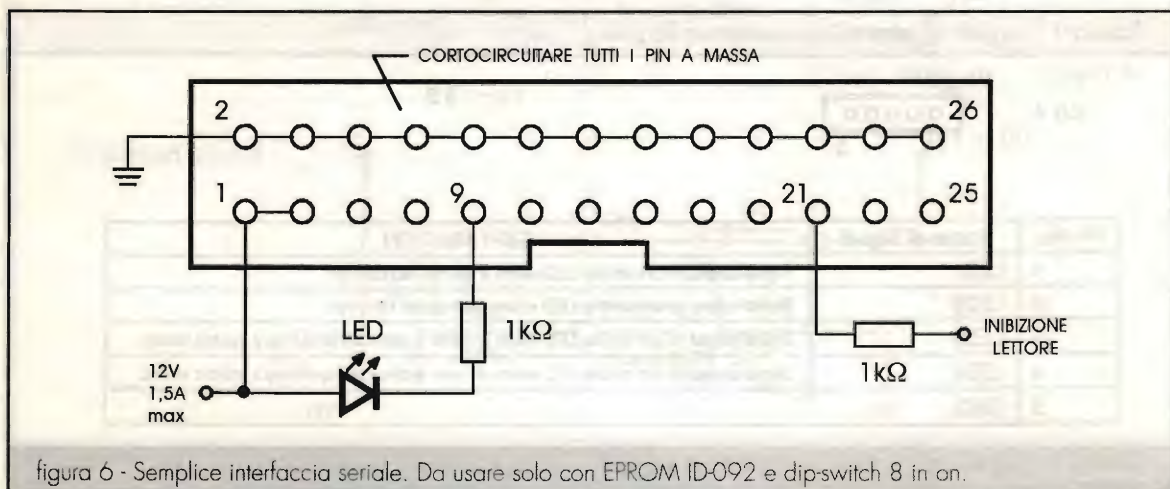 CORTOCIRCUITARE TUTTI I PIN A MASSA
2
26
1
9
21
25
LED
1kΩ
INIBIZIONE
LETTORE
1kΩ
12V
1,5A
max
figura 6 - Semplice interfaccia seriale. Da usare solo con EPROM ID-092 e dip-switch 8 in on.